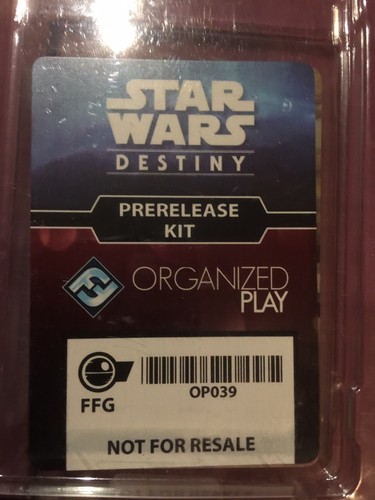 STAR
WARS
DESTINY
PRERELEASE
KIT
ORGANIZED
PLAY
FFG
OP039
NOT FOR RESALE